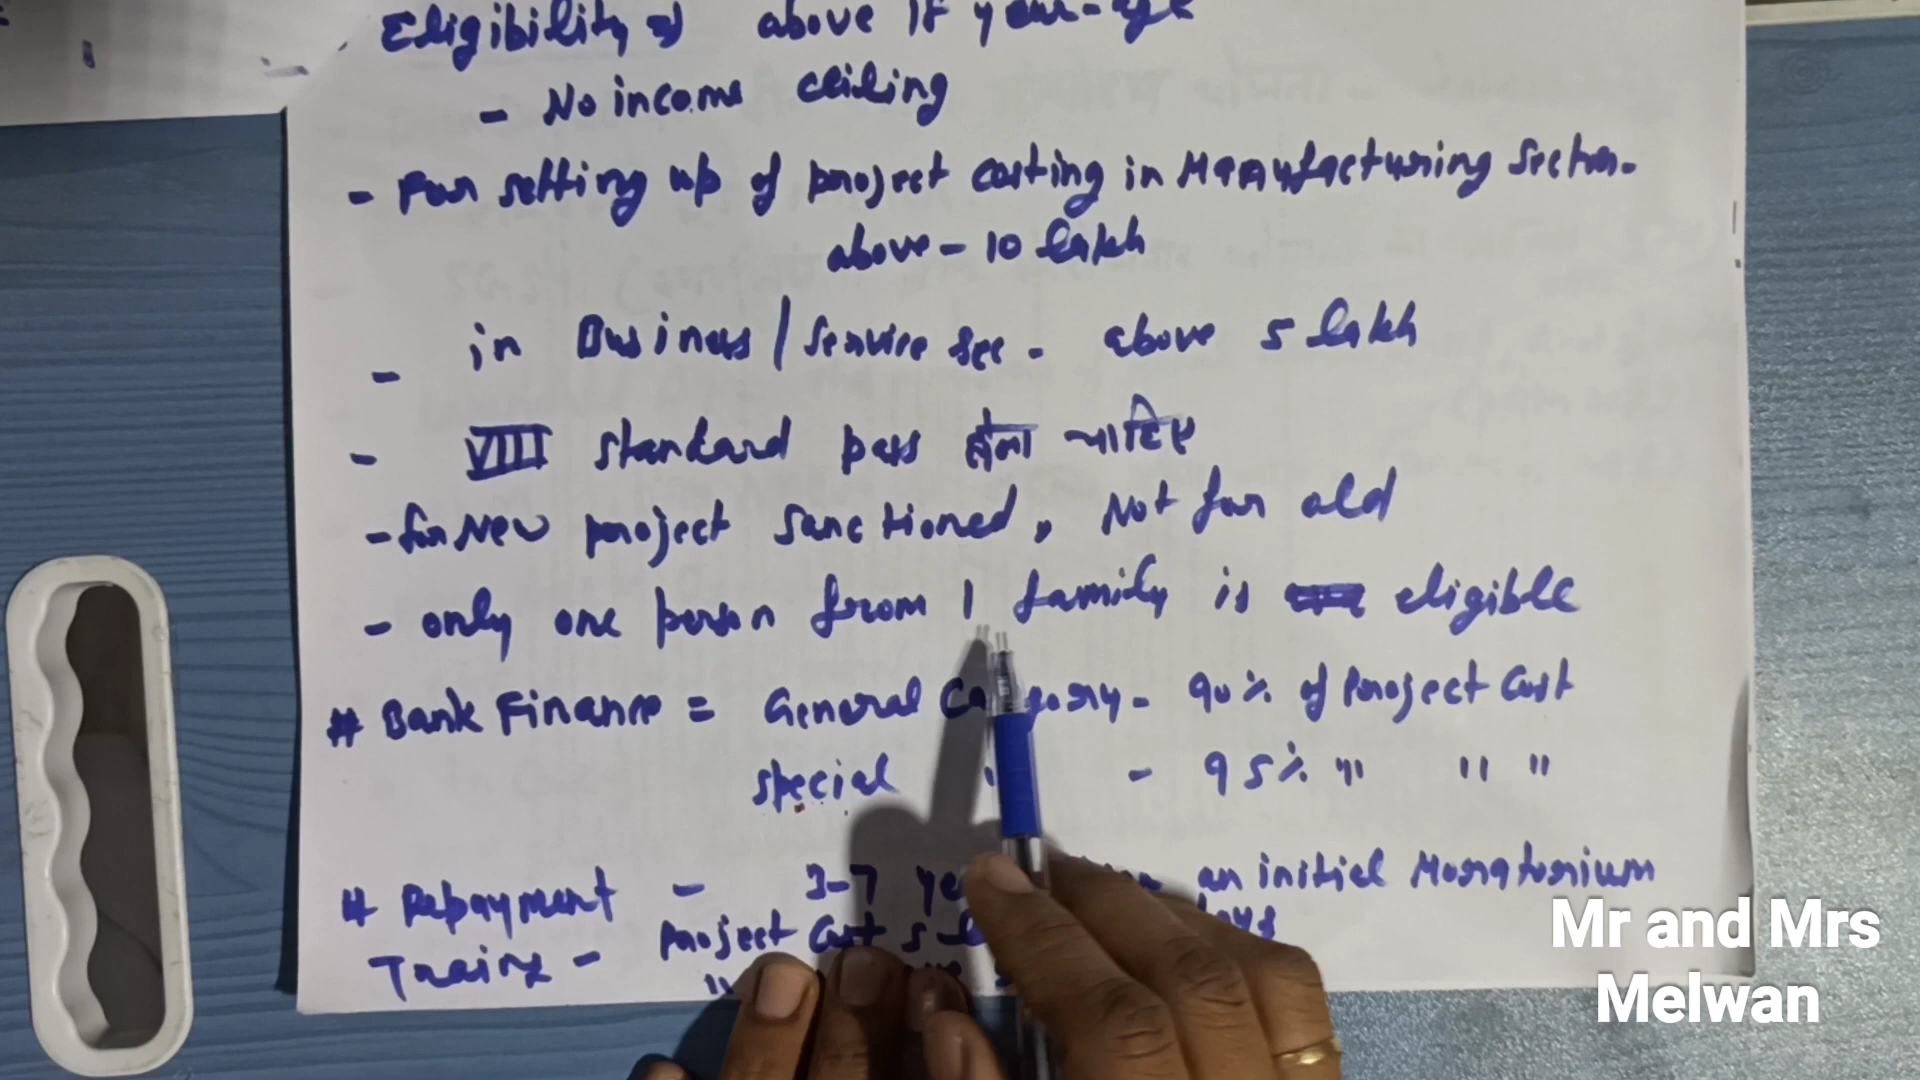 Eligibility ⇒ above 18 year-age
- No income ceiling
- For setting up of project costing in Manufacturing Sector.
above - 10 lakh
- in Business / Service sec - above 5 lakh
- VIII standard pass होना चाहिए
- for New project sanctioned, Not for old
- only one person from 1 family is eligible
# Bank Finance = General Category - 90% of Project Cost
special " - 95% " " "
# Repayment - 3-7 an initial Moratorium
Project Cost 5
Mr and Mrs
Melwan